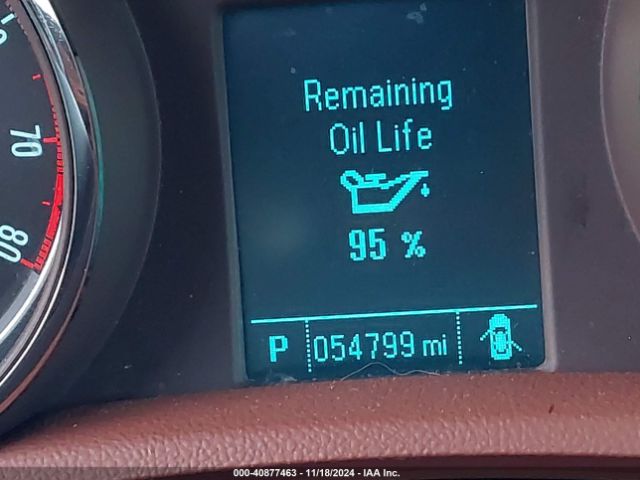 Remaining
Oil Life
95 %
P 054799 mi
70
80
000-40877463 - 11/18/2024 - IAA Inc.